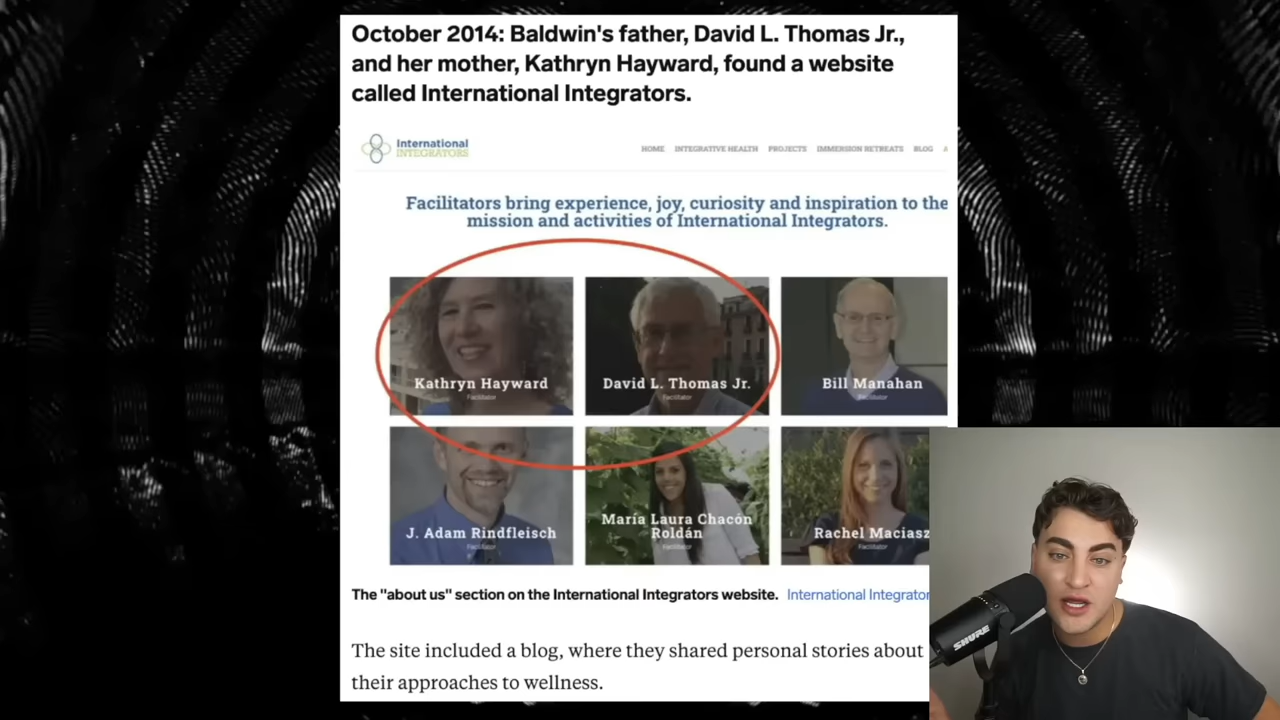 October 2014: Baldwin's father, David L. Thomas Jr.,
and her mother, Kathryn Hayward, found a website
called International Integrators.
International
INTEGRATORS
HOME INTEGRATIVE HEALTH PROJECTS IMMERSION RETREATS BLOG A
Facilitators bring experience, joy, curiosity and inspiration to the
mission and activities of International Integrators.
Kathryn Hayward
Facilitator
David L. Thomas Jr.
Facilitator
Bill Manahan
Facilitator
J. Adam Rindfleisch
Facilitator
María Laura Chacón
Roldán
Facilitator
Rachel Maciasz
Facilitator
The "about us" section on the International Integrators website. International Integrator
The site included a blog, where they shared personal stories about
their approaches to wellness.
SHURE